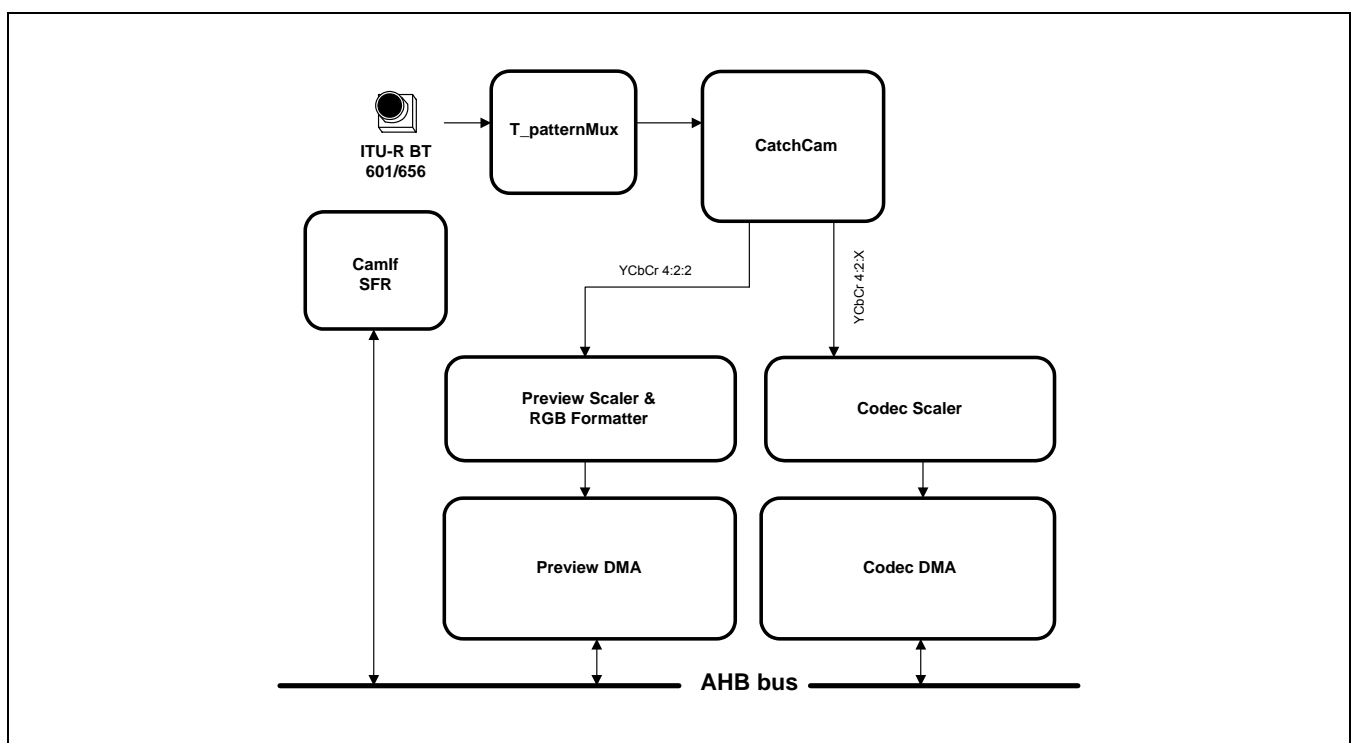 T_patternMux
CatchCam
ITU-R BT
601/656
CamIf
SFR
YCbCr 4:2:2
YCbCr 4:2:X
Preview Scaler &
RGB Formatter
Codec Scaler
Preview DMA
Codec DMA
AHB bus